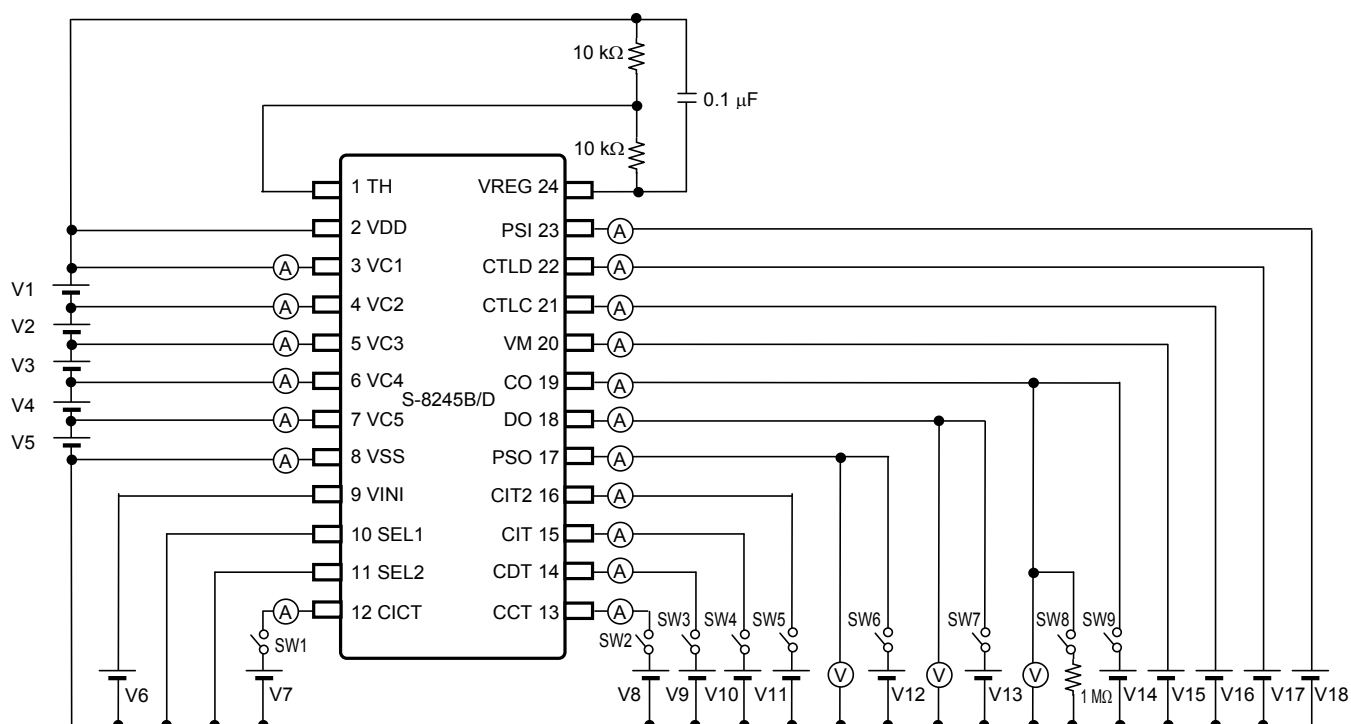 10 kΩ
0.1 μF
10 kΩ
1 TH
VREG 24
2 VDD
PSI 23
A
3 VC1
A
CTLD 22
A
V1
4 VC2
A
CTLC 21
A
V2
5 VC3
A
VM 20
A
V3
6 VC4
A
CO 19
A
S-8245B/D
V4
7 VC5
A
DO 18
A
V5
8 VSS
A
PSO 17
A
9 VINI
CIT2 16
A
10 SEL1
CIT 15
A
11 SEL2
CDT 14
A
12 CICT
A
CCT 13
A
SW1
SW2
SW3
SW4
SW5
SW6
SW7
SW8
SW9
V
V
V
V6
V7
V8
V9
V10
V11
V12
V13
1 MΩ
V14
V15
V16
V17
V18